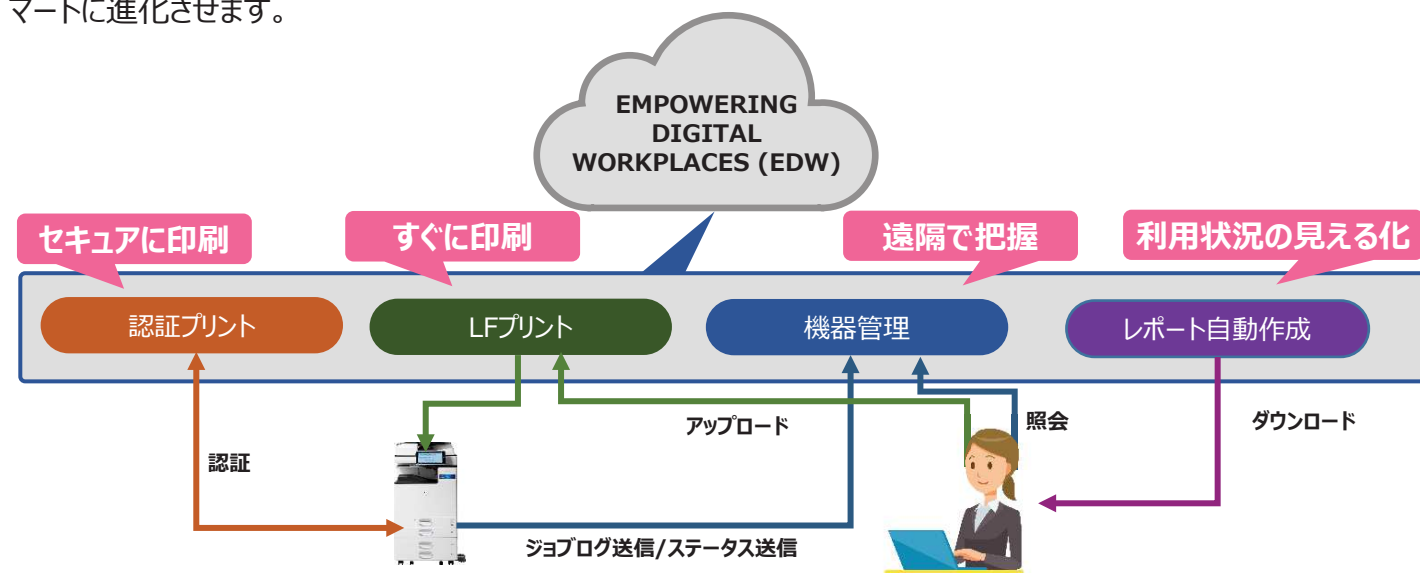 マートに進化させます。
EMPOWERING
DIGITAL
WORKPLACES (EDW)
セキュアに印刷
すぐに印刷
遠隔で把握
利用状況の見える化
認証プリント
LFプリント
機器管理
レポート自動作成
アップロード
照会
ダウンロード
認証
ジョブログ送信/ステータス送信